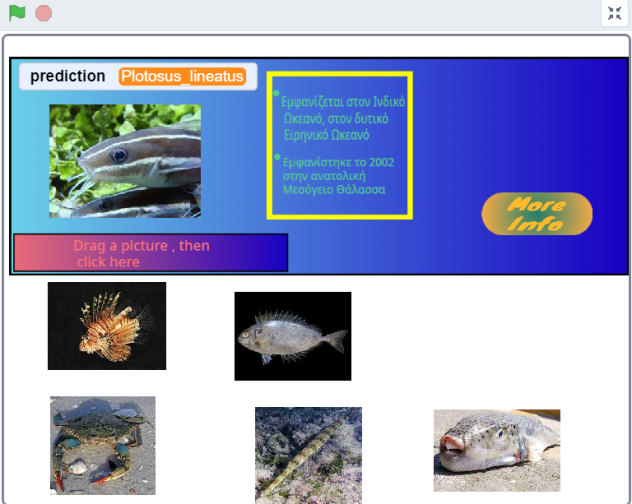 prediction Plotosus_lineatus
Εμφανίζεται στον Ινδικό
Ωκεανό, στον δυτικό
Ειρηνικό Ωκεανό
Εμφανίστηκε το 2002
στην ανατολική
Μεσόγειο Θάλασσα
More
Info
Drag a picture , then
click here